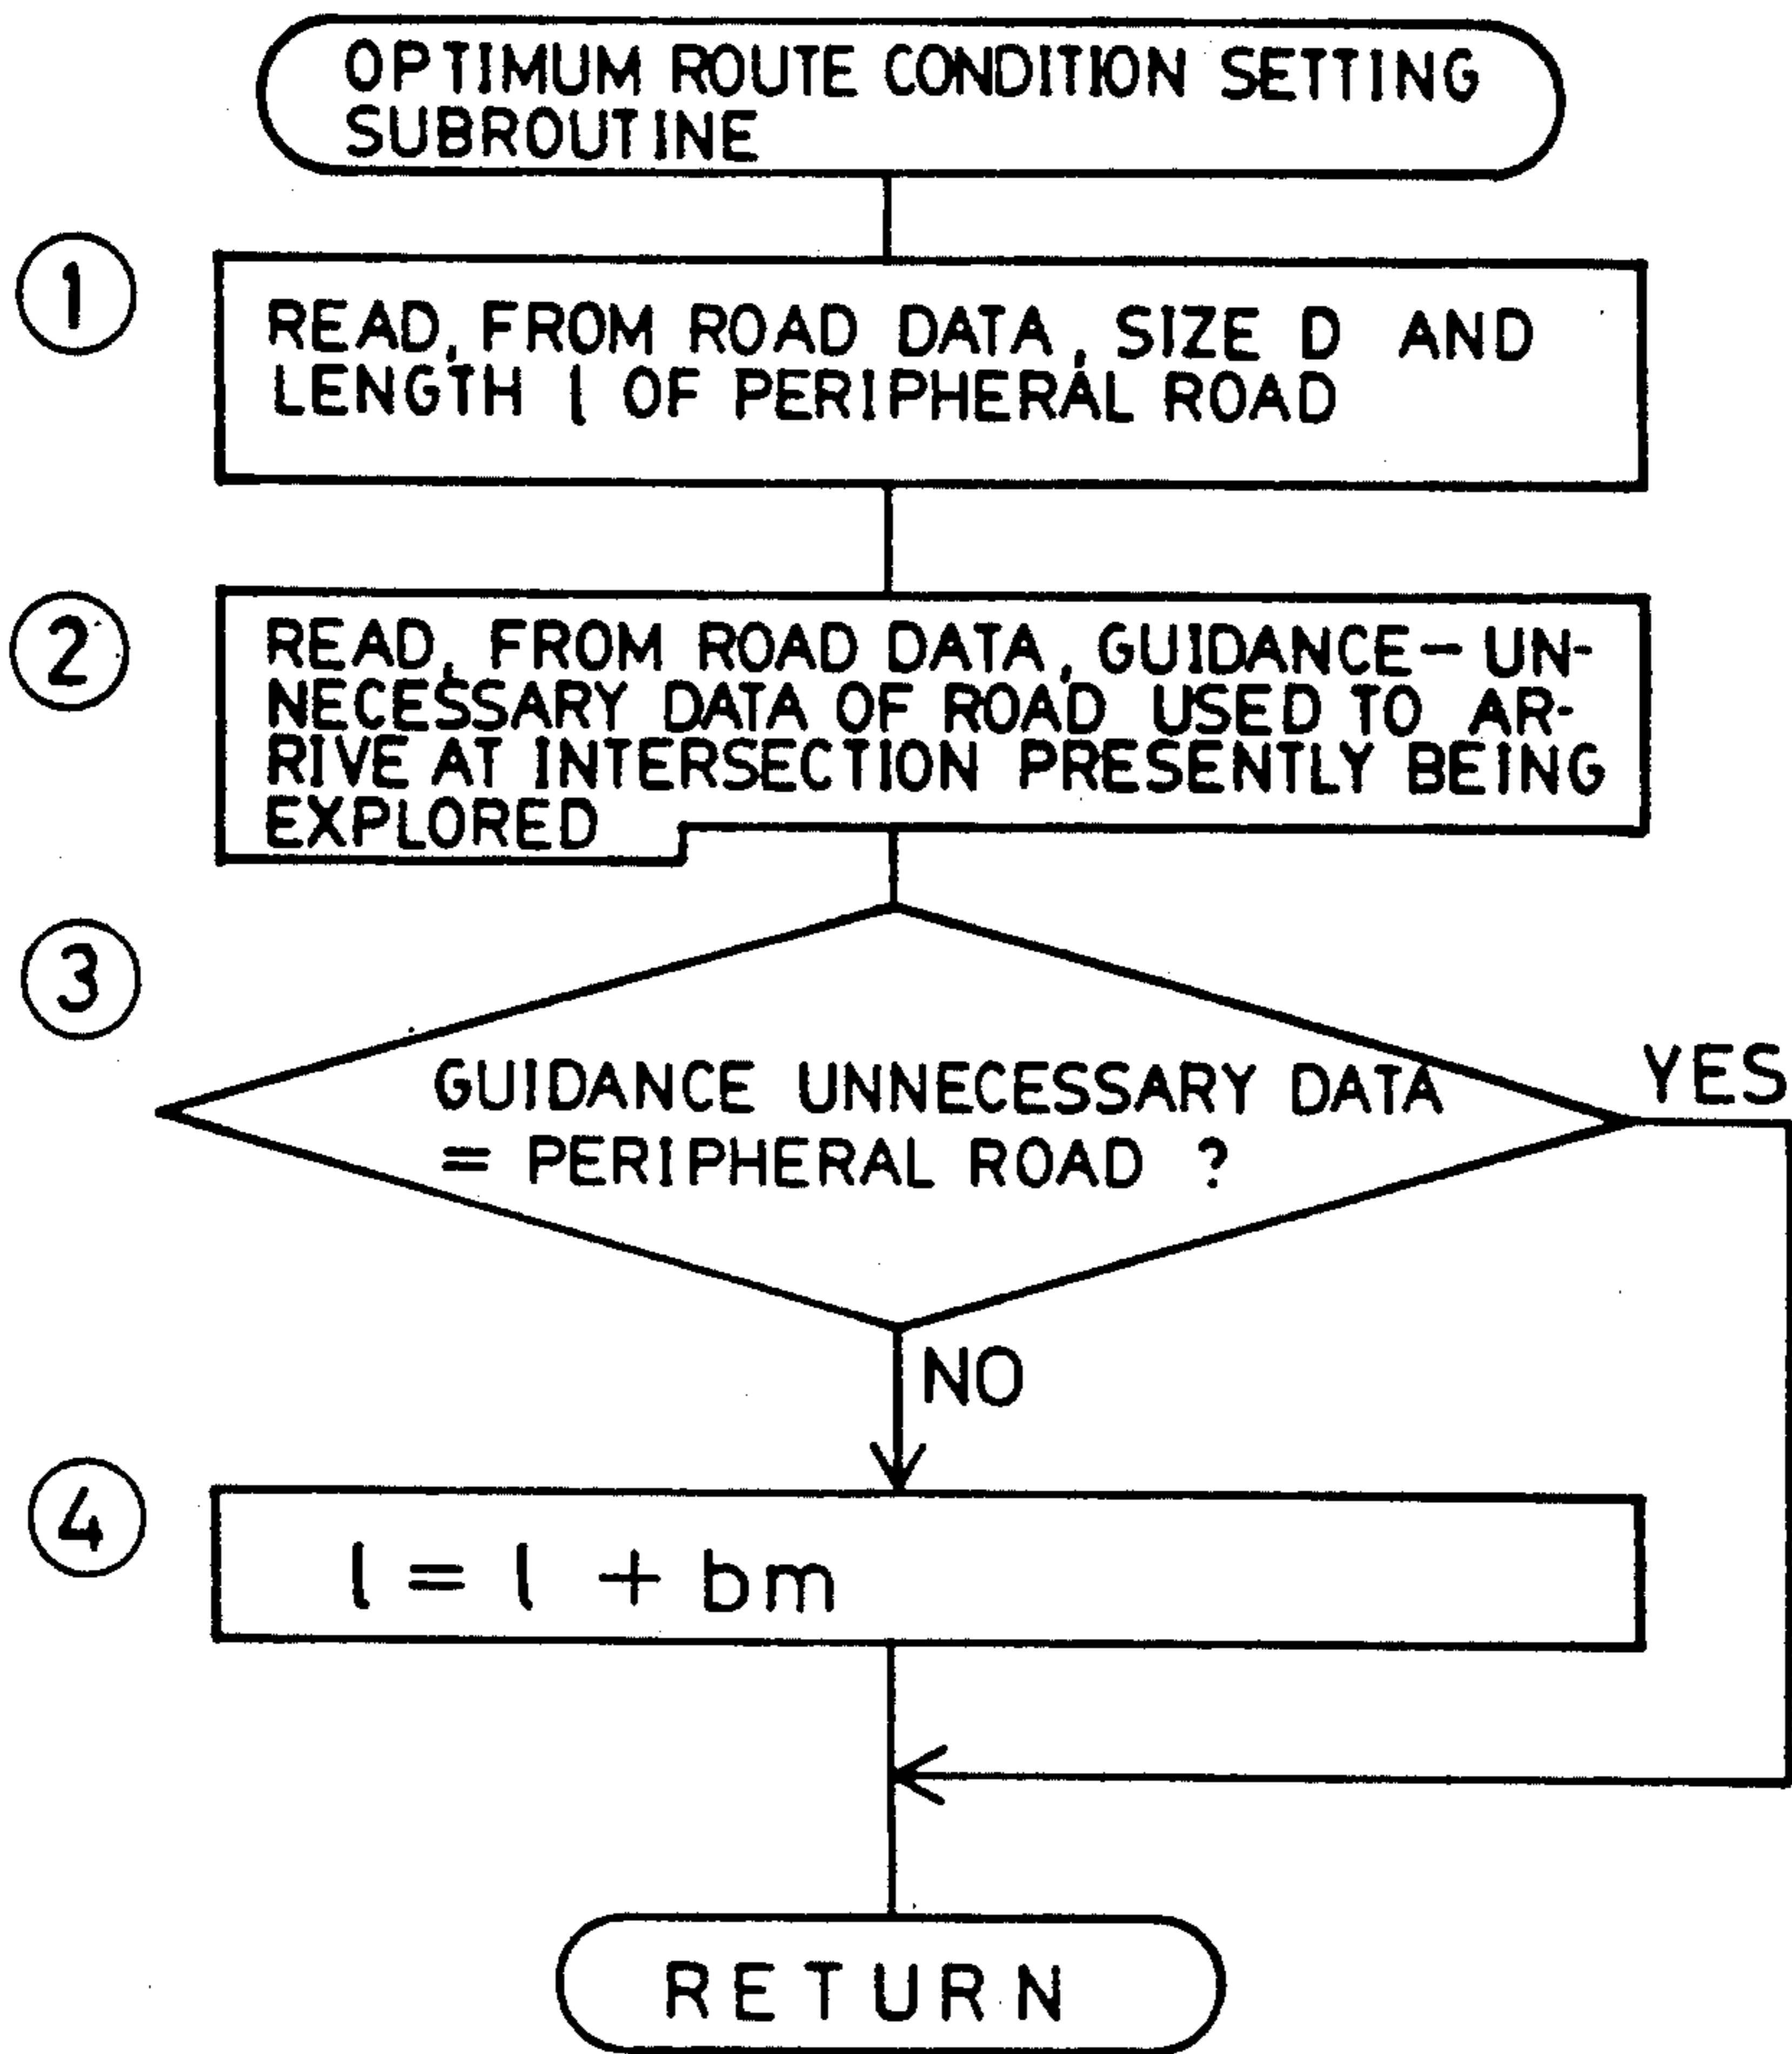 OPTIMUM ROUTE CONDITION SETTING
SUBROUTINE
1
READ, FROM ROAD DATA, SIZE D AND
LENGTH l OF PERIPHERAL ROAD
2
READ, FROM ROAD DATA, GUIDANCE-UN-
NECESSARY DATA OF ROAD USED TO AR-
RIVE AT INTERSECTION PRESENTLY BEING
EXPLORED
3
GUIDANCE UNNECESSARY DATA
= PERIPHERAL ROAD ?
YES
NO
4
l = l + bm
RETURN